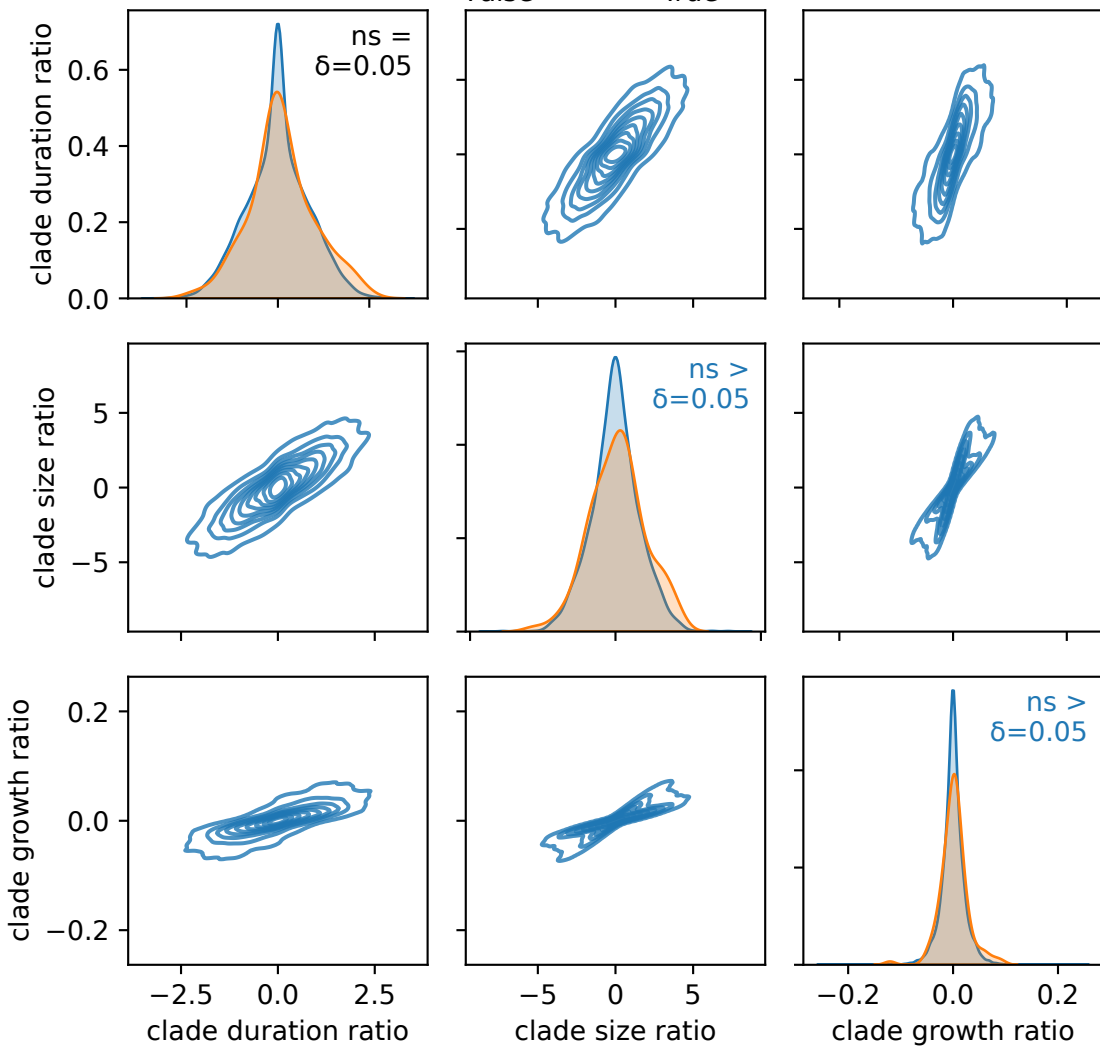 ns =
δ=0.05
clade duration ratio
0.6
0.4
0.2
0.0
ns >
δ=0.05
clade size ratio
5
0
−5
ns >
δ=0.05
clade growth ratio
0.2
0.0
−0.2
−2.5 0.0 2.5
−5 0 5
−0.2 0.0 0.2
clade duration ratio
clade size ratio
clade growth ratio